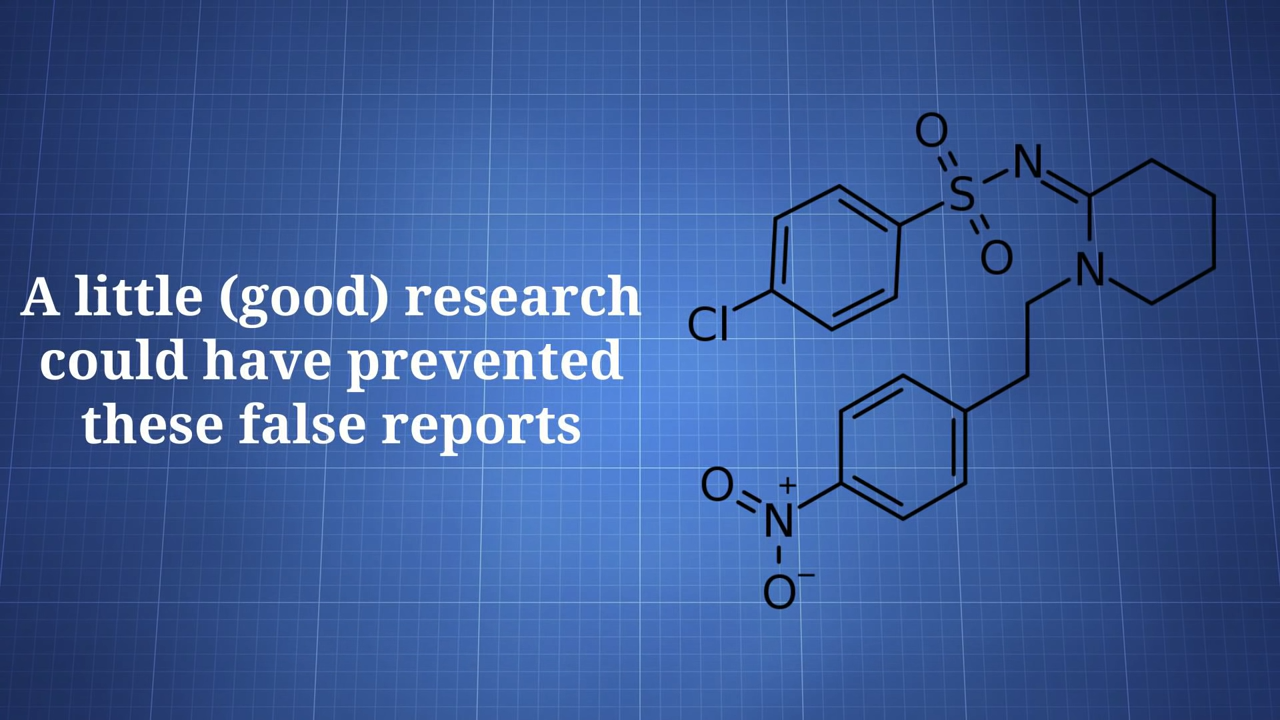 A little (good) research
could have prevented
these false reports
O
N
S
O
N
Cl
O
+
N
O−